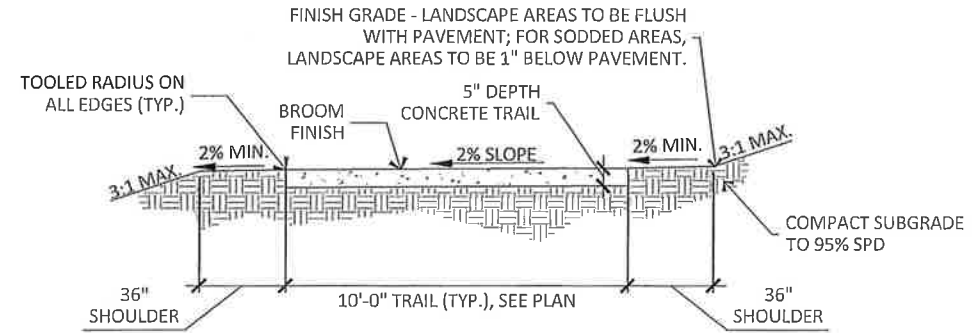 FINISH GRADE - LANDSCAPE AREAS TO BE FLUSH
WITH PAVEMENT; FOR SODDED AREAS,
LANDSCAPE AREAS TO BE 1" BELOW PAVEMENT.
TOOLED RADIUS ON
ALL EDGES (TYP.)
BROOM
FINISH
5" DEPTH
CONCRETE TRAIL
3:1 MAX.
2% MIN.
2% SLOPE
2% MIN.
3:1 MAX.
COMPACT SUBGRADE
TO 95% SPD
36"
SHOULDER
10'-0" TRAIL (TYP.), SEE PLAN
36"
SHOULDER